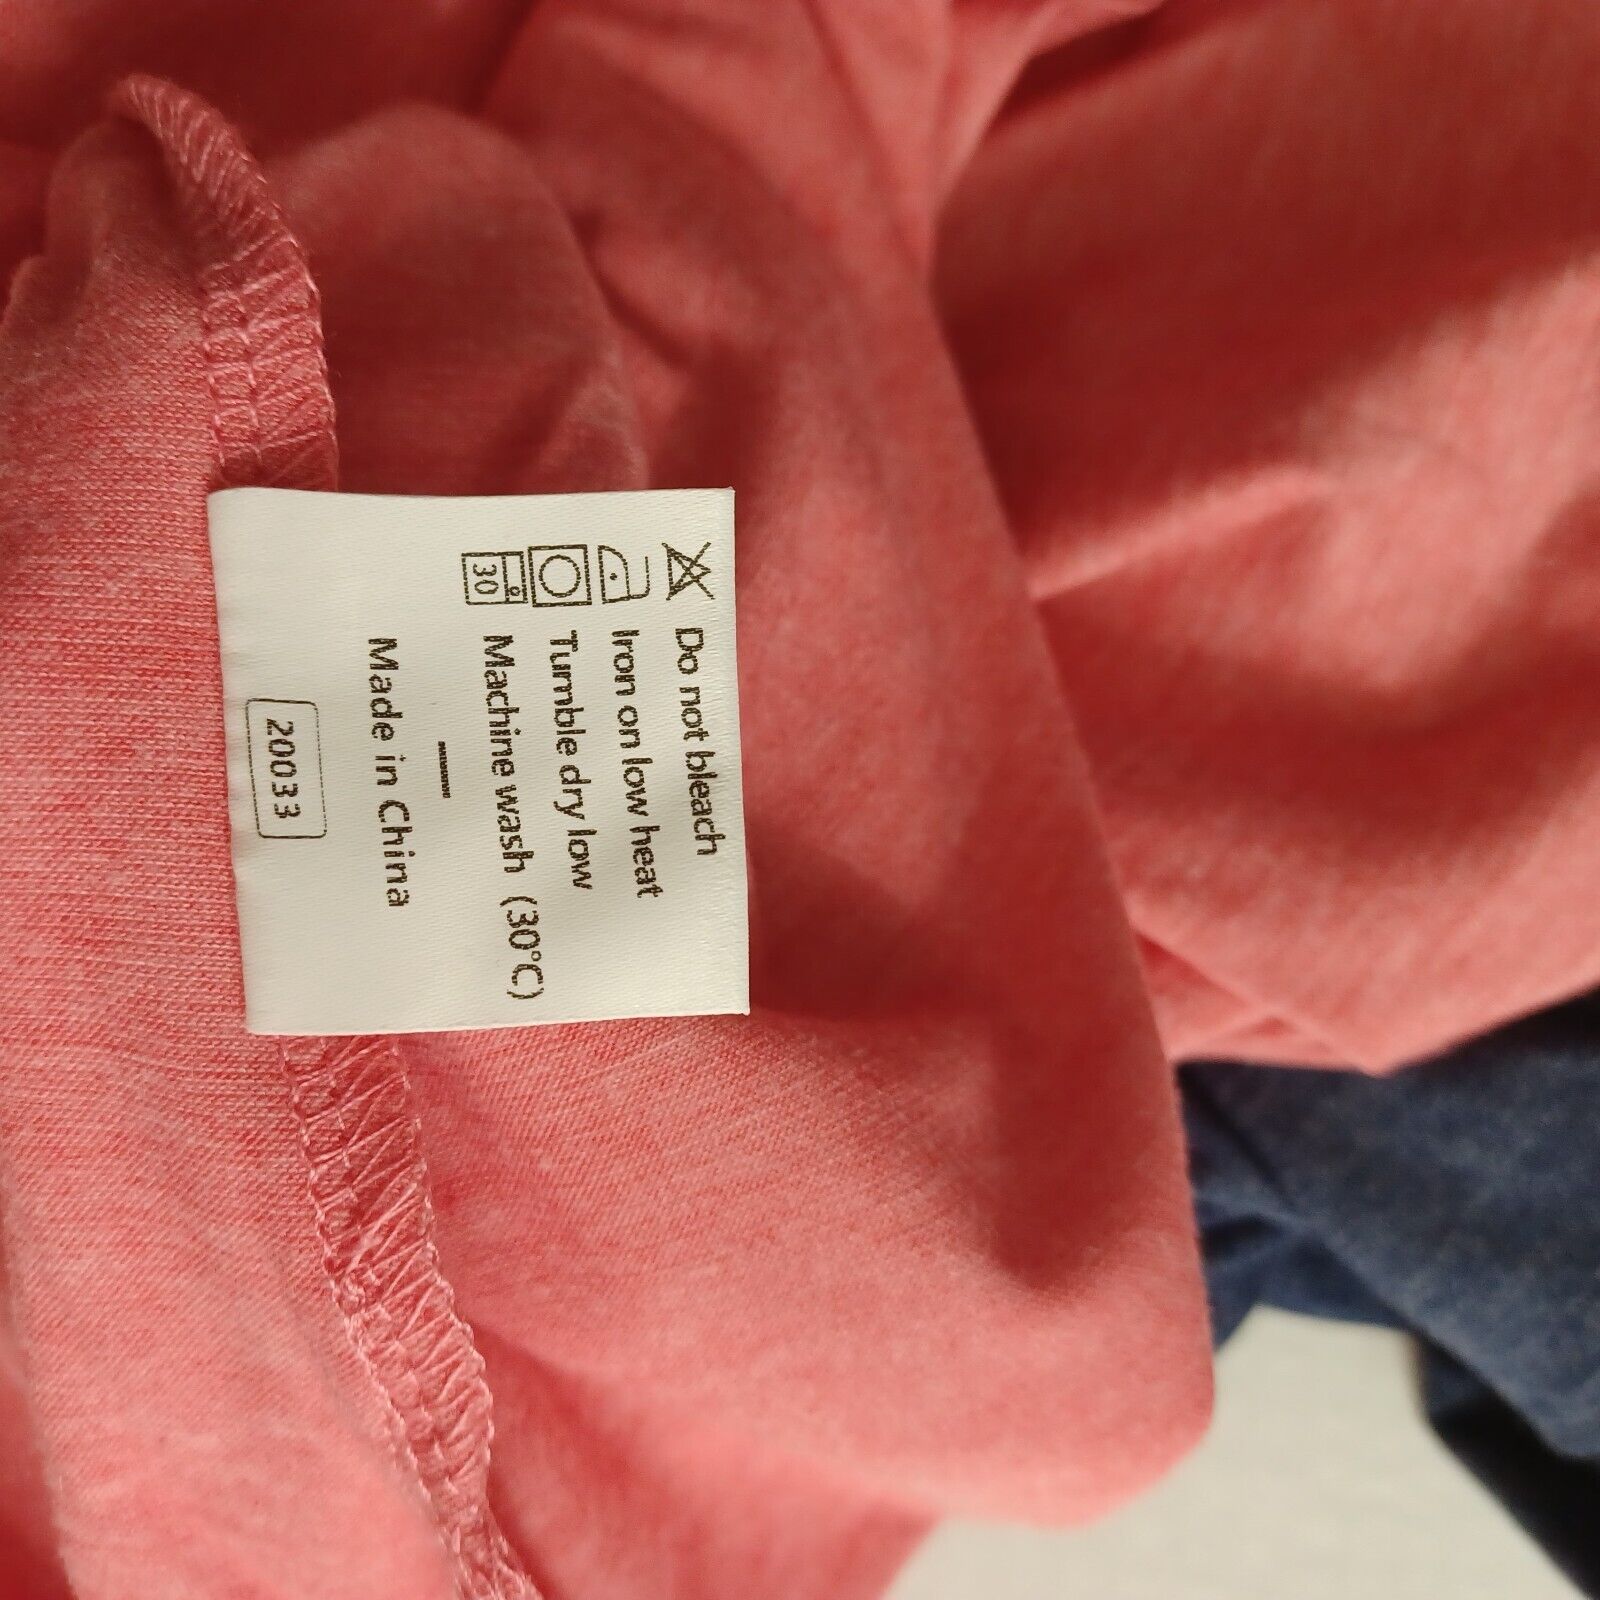 Do not bleach
Iron on low heat
Tumble dry low
30 Machine wash (30°C)
Made in China
20033